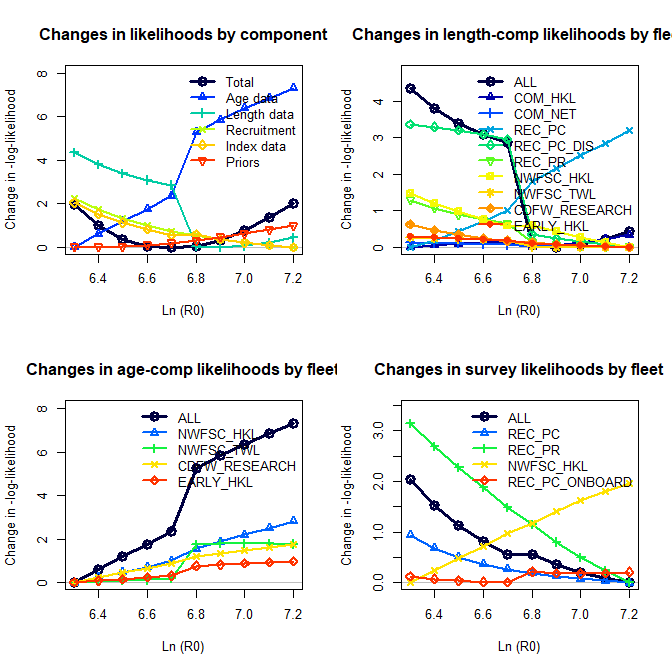 Changes in likelihoods by component
Change in -log-likelihood
8
6
4
2
0
Total
Age data
Length data
Recruitment
Index data
Priors
6.4
6.6
6.8
7.0
7.2
Ln (R0)
Changes in length-comp likelihoods by flee
Change in -log-likelihood
4
3
2
1
0
ALL
COM_HKL
COM_NET
REC_PC
REC_PC_DIS
REC_PR
NWFSC_HKL
NWFSC_TWL
CDFW_RESEARCH
EARLY_HKL
6.4
6.6
6.8
7.0
7.2
Ln (R0)
Changes in age-comp likelihoods by fleet
Change in -log-likelihood
8
6
4
2
0
ALL
NWFSC_HKL
NWFSC_TWL
CDFW_RESEARCH
EARLY_HKL
6.4
6.6
6.8
7.0
7.2
Ln (R0)
Changes in survey likelihoods by fleet
Change in -log-likelihood
3.0
2.0
1.0
0.0
ALL
REC_PC
REC_PR
NWFSC_HKL
REC_PC_ONBOARD
6.4
6.6
6.8
7.0
7.2
Ln (R0)